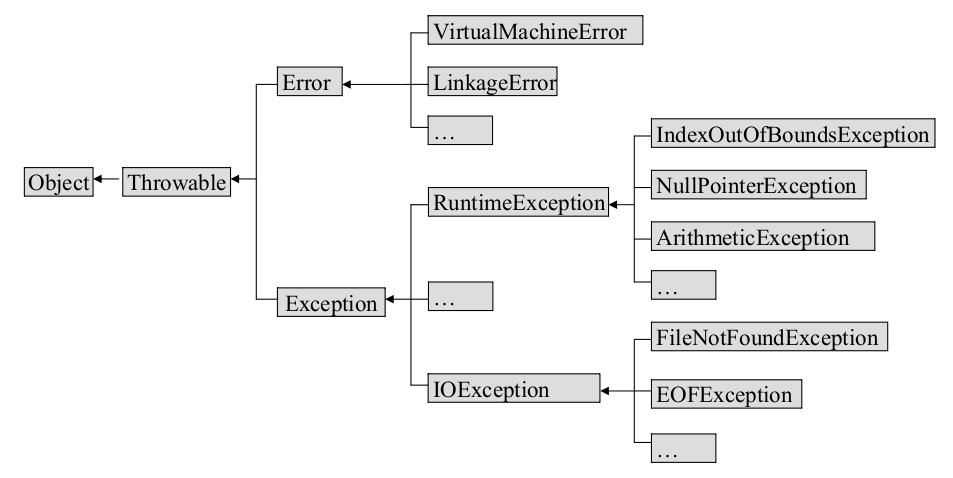 VirtualMachineError
Error
LinkageError
…
IndexOutOfBoundsException
Object
Throwable
NullPointerException
RuntimeException
ArithmeticException
…
…
Exception
FileNotFoundException
IOException
EOFException
…